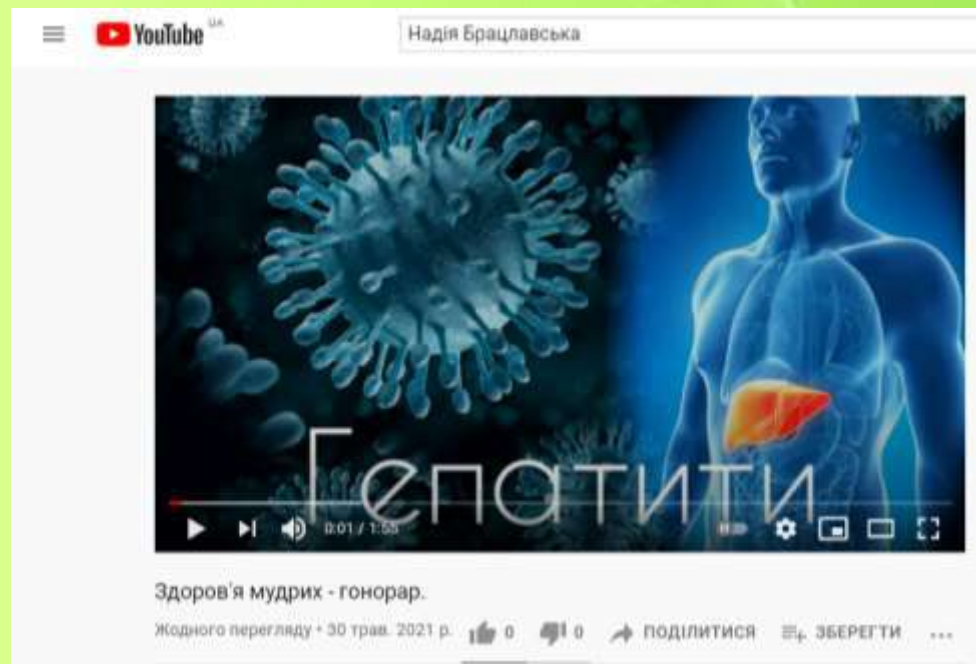 YouTube UA
Надія Брацлавська
Гепатити
0:01 / 1:55
Здоров'я мудрих - гонорар.
Жодного перегляду • 30 трав. 2021 р. 0 0 ПОДІЛИТИСЯ ЗБЕРЕГТИ ...